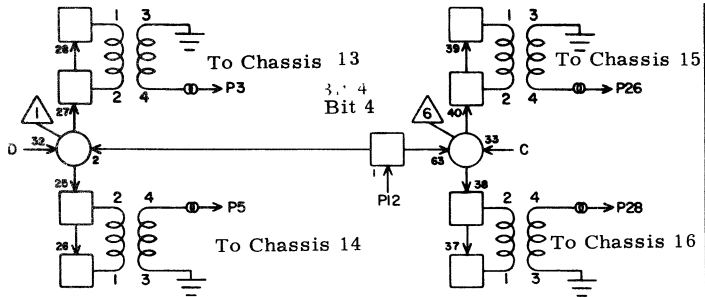 1 3 1 3
28 39
To Chassis 13 To Chassis 15
2 4 P3 2 4 P26
Bit 4
27 40
1 6
D 32 2 63 33 C
1
25 P12 38
2 4 P5 2 4 P28
26 37
To Chassis 14 To Chassis 16
1 3 1 3